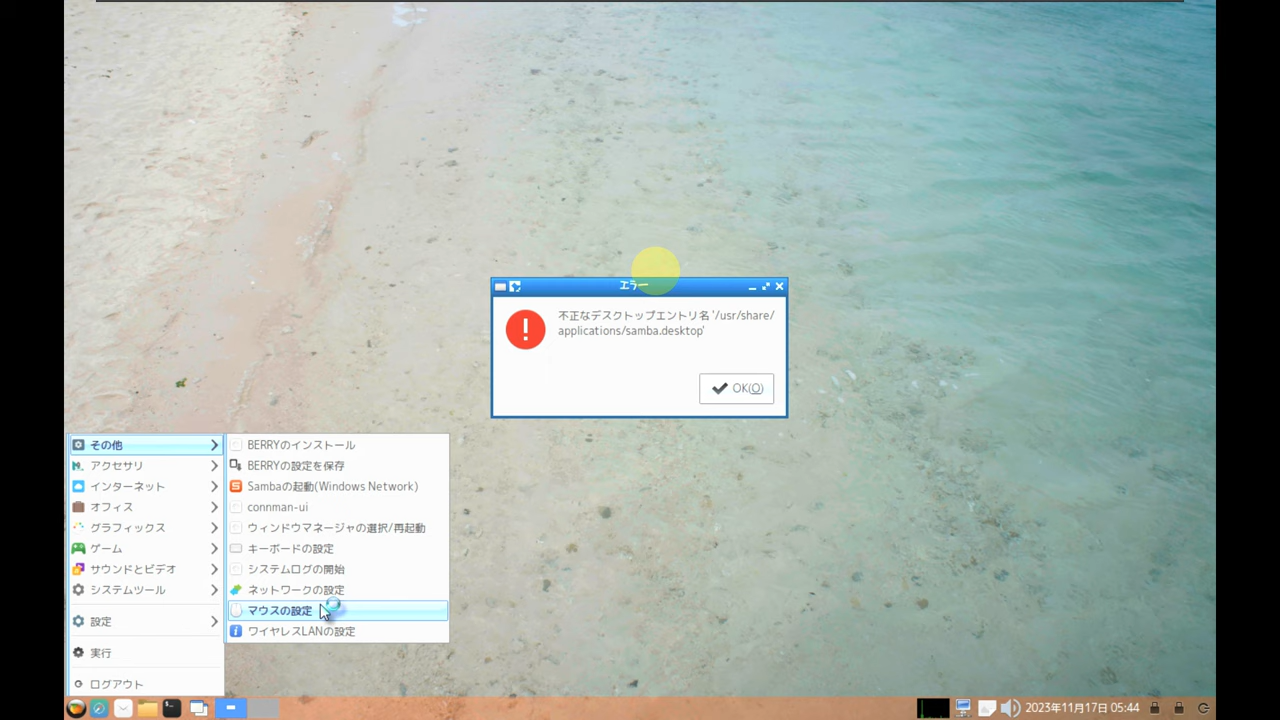 エラー
不正なデスクトップエントリ名 '/usr/share/
applications/samba.desktop'
OK(O)
その他
アクセサリ
インターネット
オフィス
グラフィックス
ゲーム
サウンドとビデオ
システムツール
設定
実行
ログアウト
BERRYのインストール
BERRYの設定を保存
Sambaの起動(Windows Network)
connman-ui
ウィンドウマネージャの選択/再起動
キーボードの設定
システムログの開始
ネットワークの設定
マウスの設定
ワイヤレスLANの設定
2023年11月17日 05:44